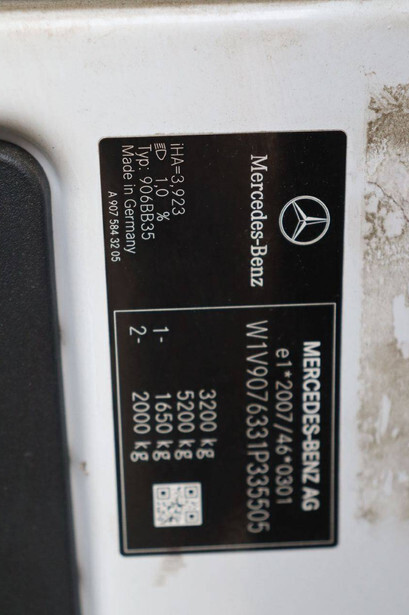 Mercedes-Benz
iHA=3,923
1,0 %
Typ: 906BB35
Made in Germany
A 907 584 32 05
MERCEDES-BENZ AG
e1*2007/46*0301
W1V9076331P335505
3200 kg
5200 kg
1- 1650 kg
2- 2000 kg